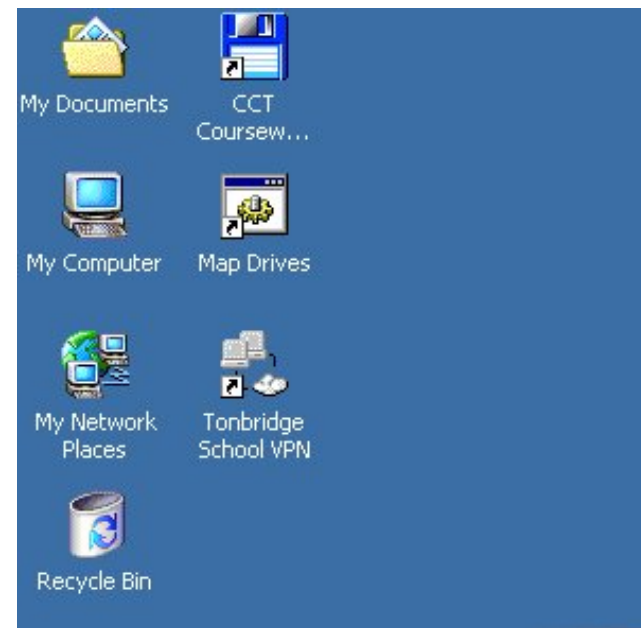 My Documents
CCT
Coursew...
My Computer
Map Drives
My Network
Places
Tonbridge
School VPN
Recycle Bin